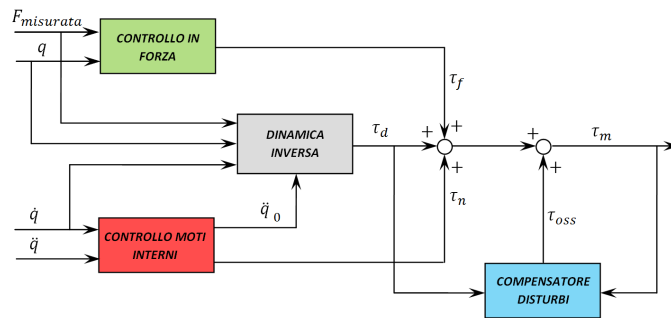 F_misurata
q
CONTROLLO IN
FORZA
τ_f
DINAMICA
INVERSA
τ_d
+
+
+
+
+
τ_m
q̇
q̈
CONTROLLO MOTI
INTERNI
q̈_0
τ_n
τ_oss
COMPENSATORE
DISTURBI